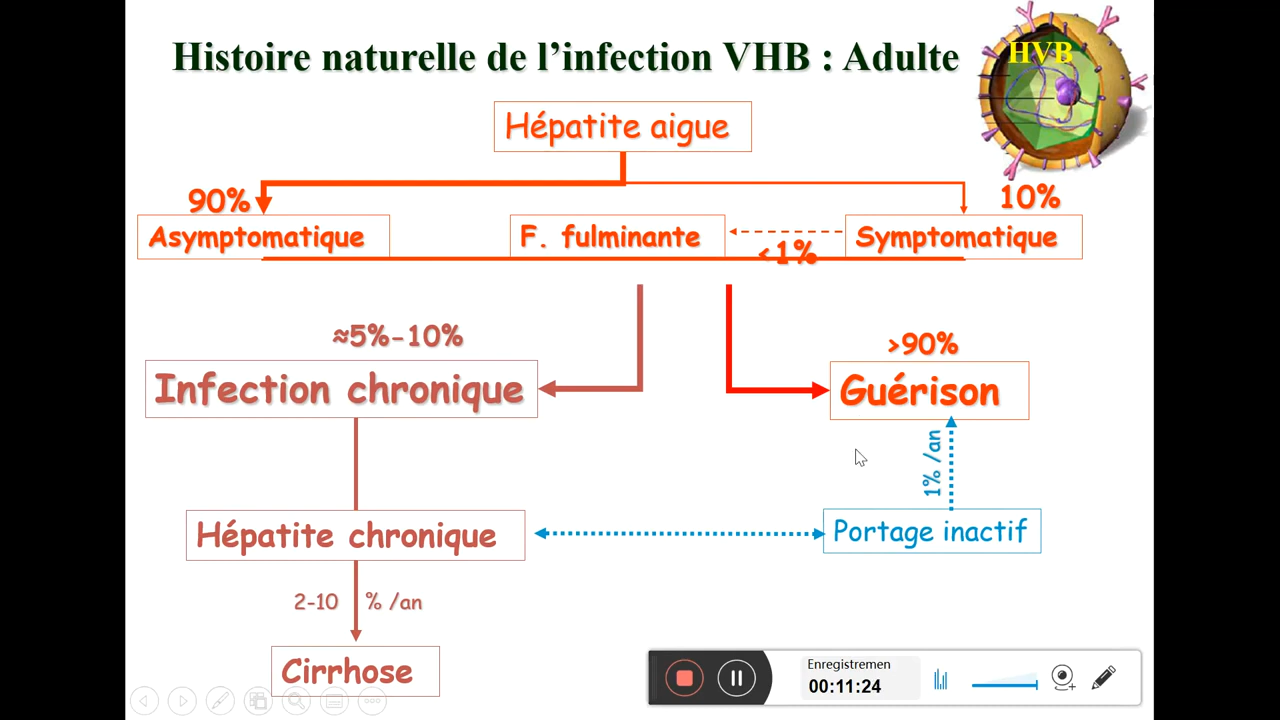 Histoire naturelle de l’infection VHB : Adulte
HVB
Hépatite aigue
90%
10%
Asymptomatique
F. fulminante
Symptomatique
<1%
≈5%-10%
>90%
Infection chronique
Guérison
1% /an
Hépatite chronique
Portage inactif
2-10 % /an
Cirrhose
Enregistremen
00:11:24